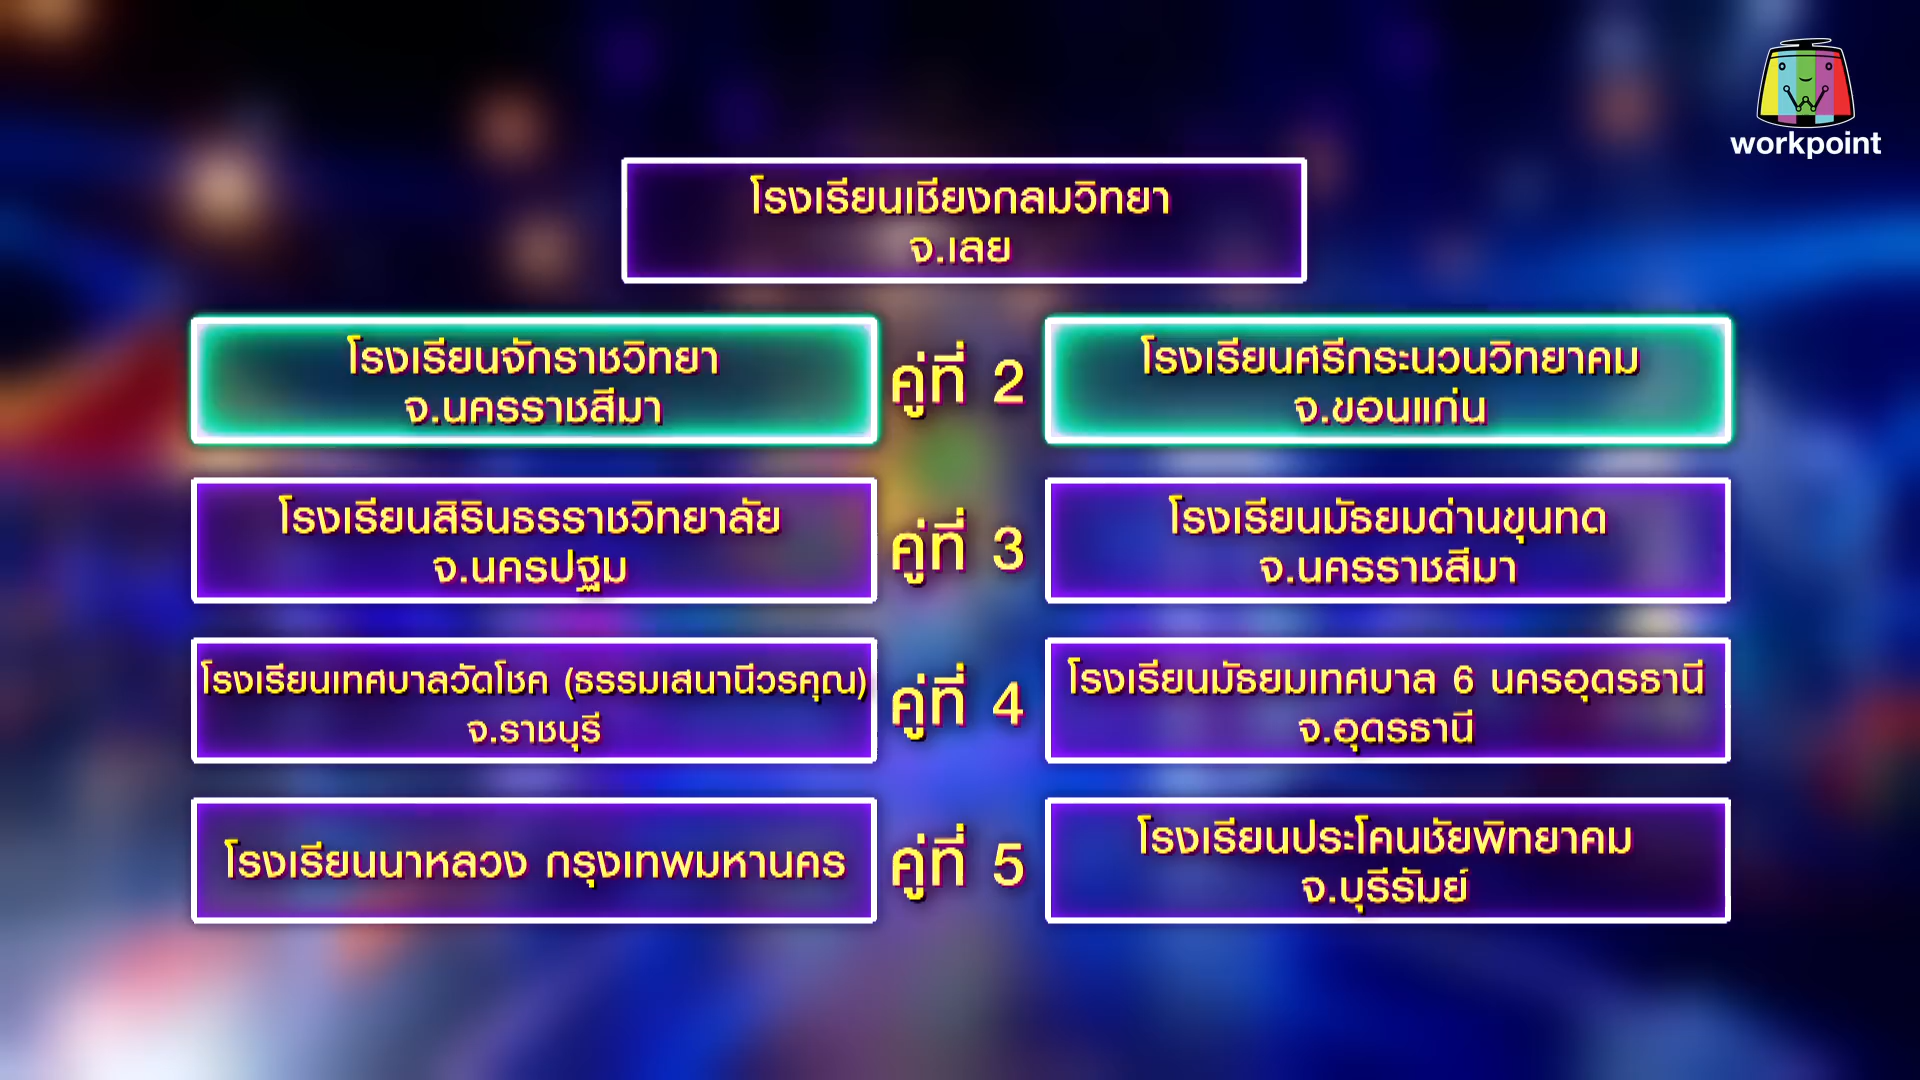 workpoint
โรงเรียนเชียงกลมวิทยา
จ.เลย
โรงเรียนจักราชวิทยา
จ.นครราชสีมา
คู่ที่ 2
โรงเรียนศรีกระนวนวิทยาคม
จ.ขอนแก่น
โรงเรียนสิรินธรราชวิทยาลัย
จ.นครปฐม
คู่ที่ 3
โรงเรียนมัธยมด่านขุนทด
จ.นครราชสีมา
โรงเรียนเทศบาลวัดโชค (ธรรมเสนานีวรคุณ)
จ.ราชบุรี
คู่ที่ 4
โรงเรียนมัธยมเทศบาล 6 นครอุดรธานี
จ.อุดรธานี
โรงเรียนนาหลวง กรุงเทพมหานคร
คู่ที่ 5
โรงเรียนประโคนชัยพิทยาคม
จ.บุรีรัมย์